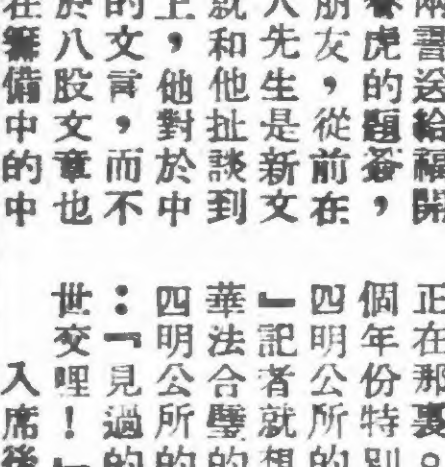 書送給福開
虎的題簽,
朋友,從前在
人先生是新文
就和他扯談到
上,他對於中
的文言,而不
於八股文章也
在籌備中的中
正在那裏。
個年份特別
四明公所的
』記者就想
華法合璧的
四明公所的
:『見過的
世交哩!』
入席後